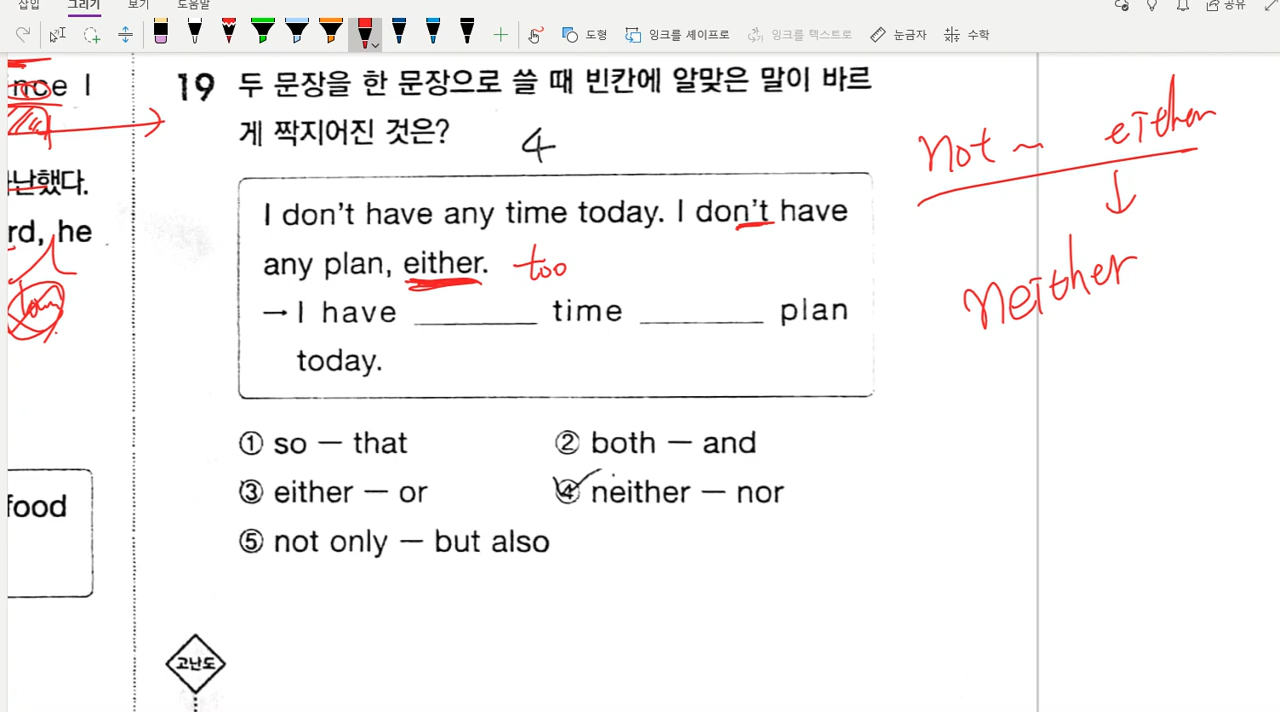 삽입 그리기 보기 도움말 공유
도형 잉크를 셰이프로 잉크를 텍스트로 눈금자 수학
nce I
난했다.
rd, he
food
19 두 문장을 한 문장으로 쓸 때 빈칸에 알맞은 말이 바르
게 짝지어진 것은?
4
I don't have any time today. I don't have
any plan, either. too
→ I have ________ time ________ plan
today.
① so — that ② both — and
③ either — or ④ neither — nor
⑤ not only — but also
고난도
not ~ either
↓
neither